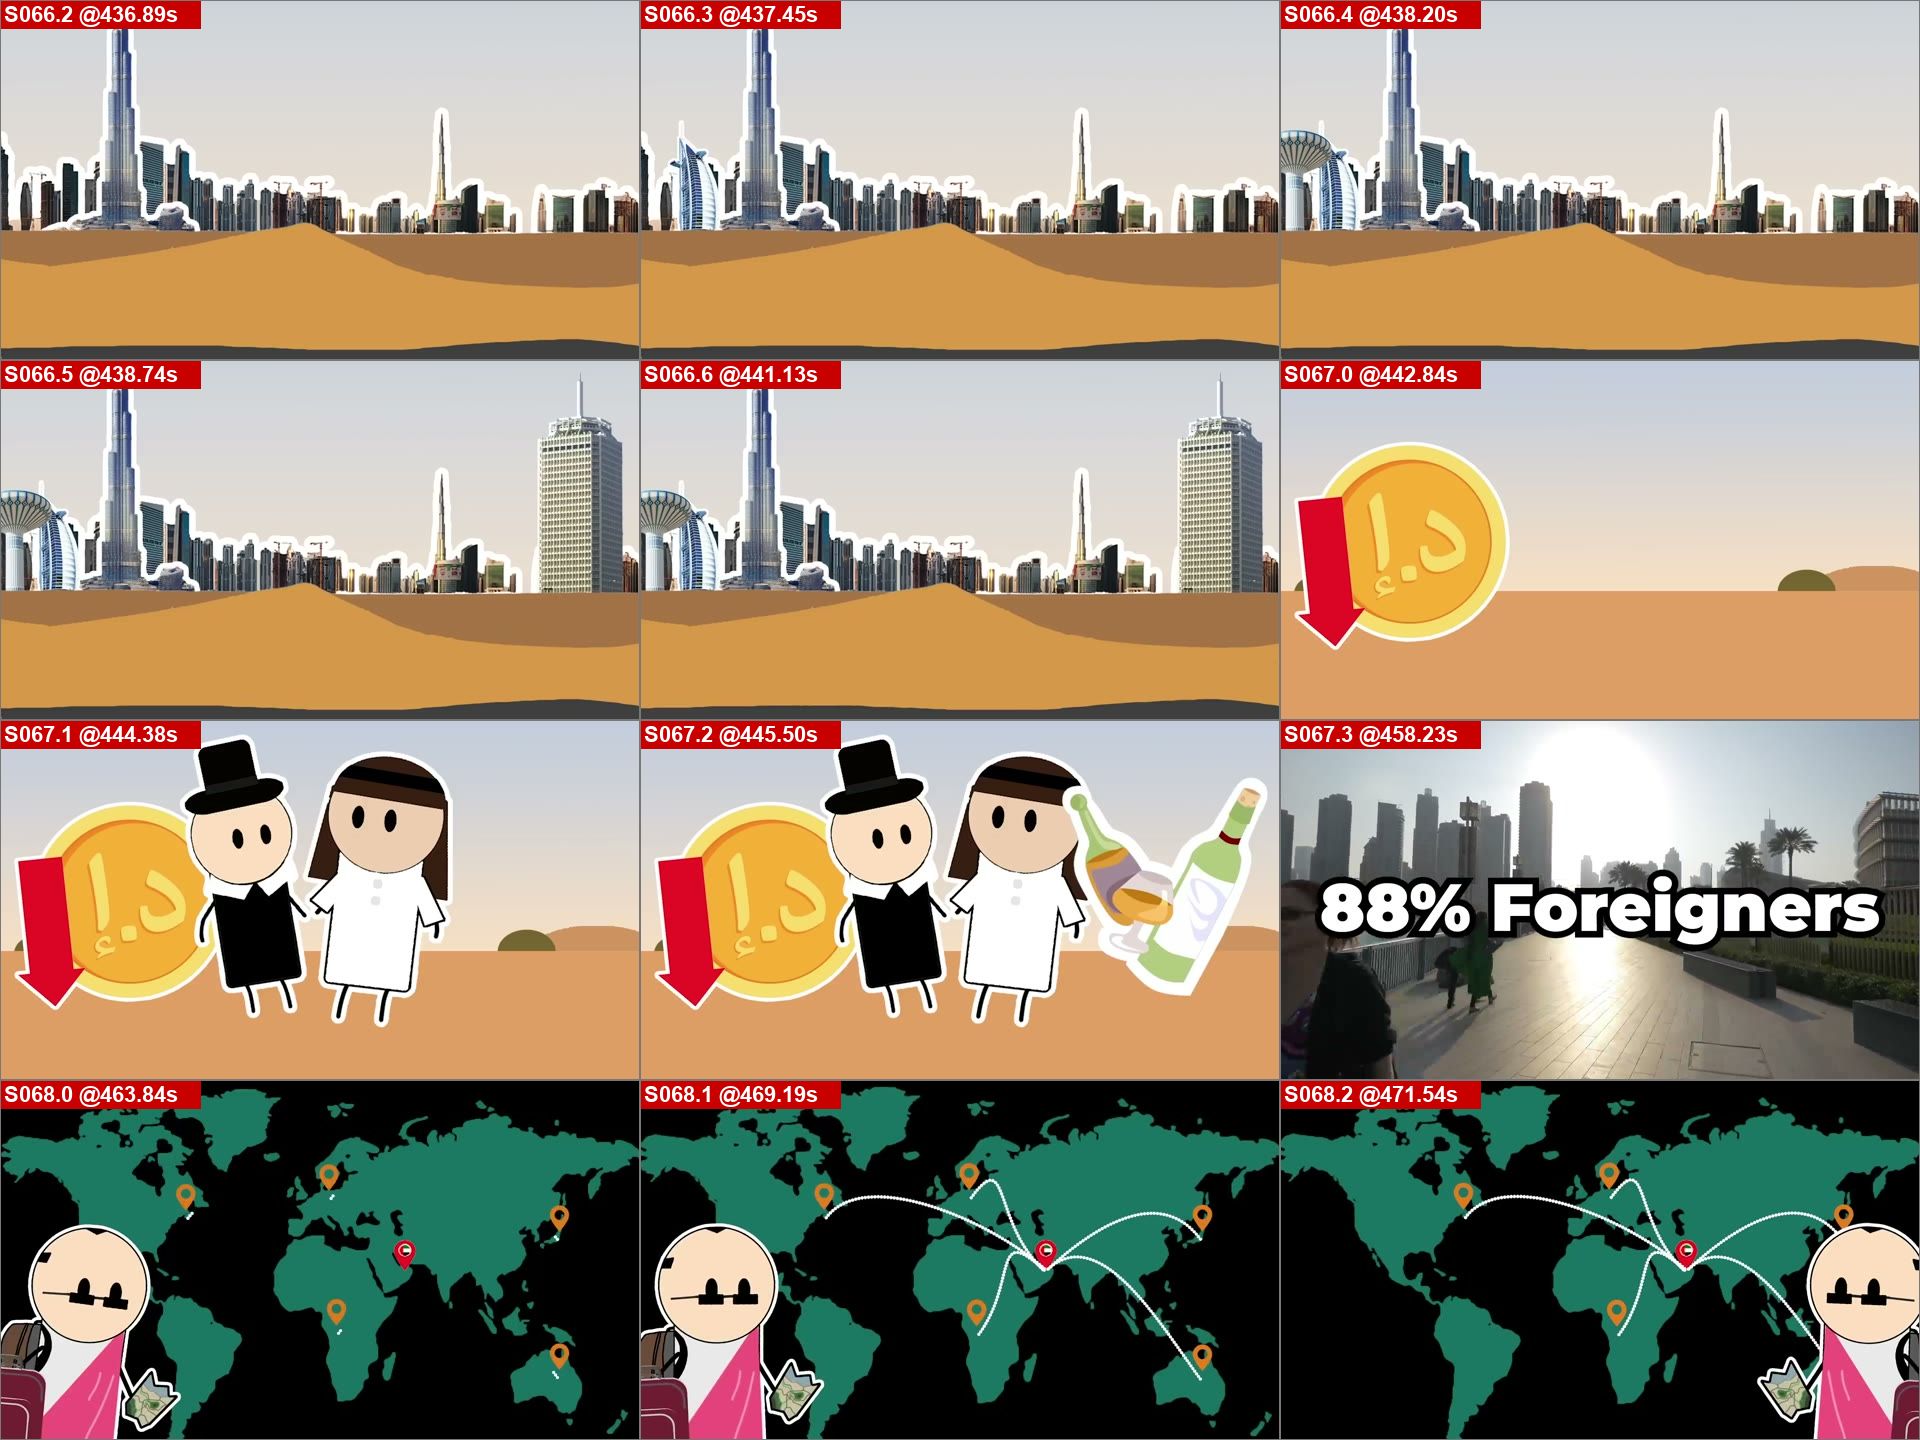 S066.2 @436.89s
S066.3 @437.45s
S066.4 @438.20s
S066.5 @438.74s
S066.6 @441.13s
S067.0 @442.84s
د.إ
S067.1 @444.38s
د.إ
S067.2 @445.50s
د.إ
S067.3 @458.23s
88% Foreigners
S068.0 @463.84s
S068.1 @469.19s
S068.2 @471.54s